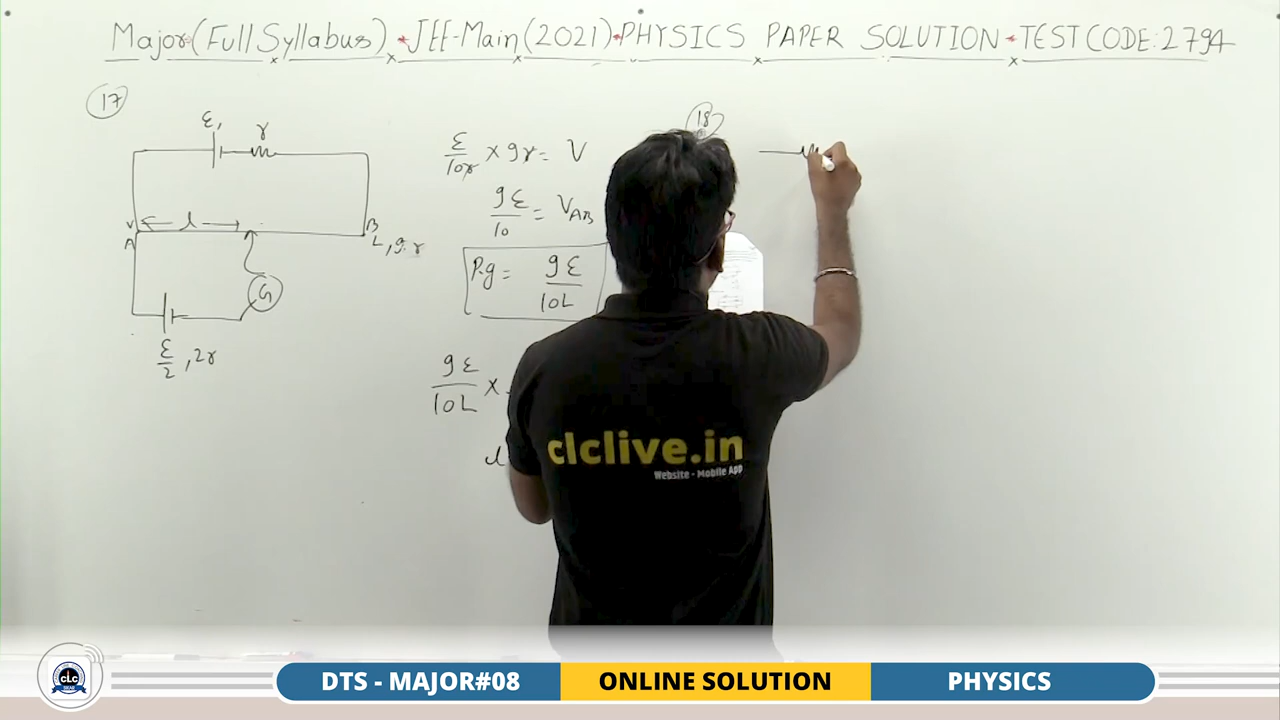 Major (Full Syllabus) • JEE-Main (2021) • PHYSICS PAPER SOLUTION • TEST CODE: 2794
17
ε, r
l
A
B
L, 9r
G
ε/2, 2r
ε/10r × 9r = V
9ε/10 = V_AB
P.g = 9ε/10L
9ε/10L ×
l
18
clclive.in
Website - Mobile App
CLC
DTS - MAJOR#08
ONLINE SOLUTION
PHYSICS